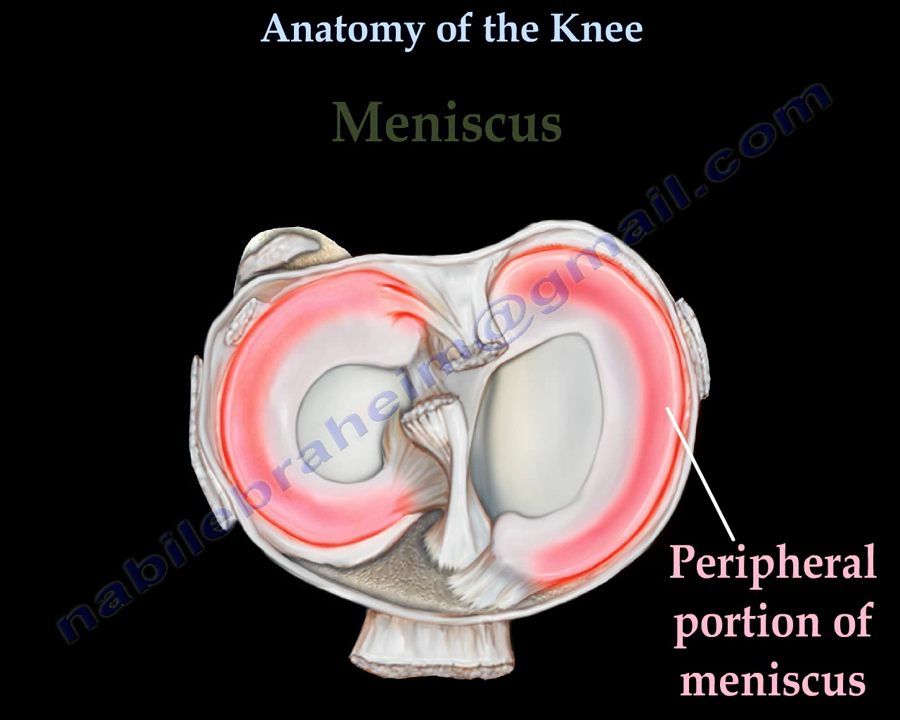 Anatomy of the Knee
Meniscus
nabilebraheim@gmail.com
Peripheral
portion of
meniscus